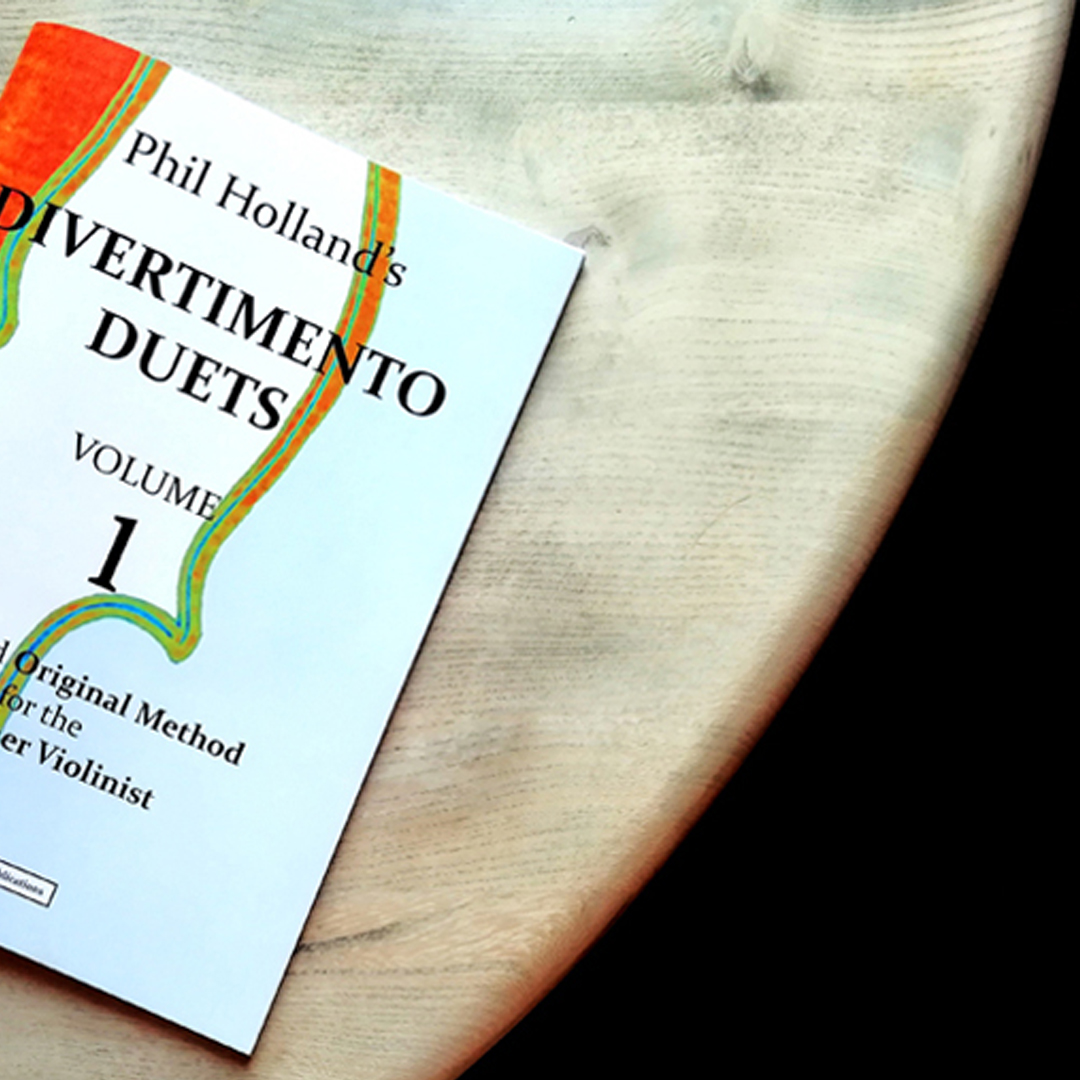 Phil Holland's
DIVERTIMENTO
DUETS
VOLUME
1
Original Method
for the
Violinist